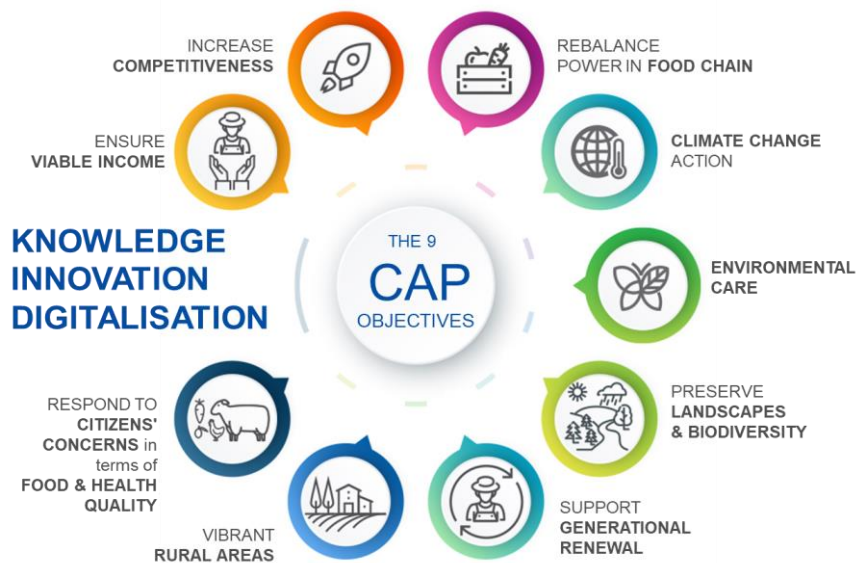 INCREASE
COMPETITIVENESS
REBALANCE
POWER IN FOOD CHAIN
ENSURE
VIABLE INCOME
CLIMATE CHANGE
ACTION
KNOWLEDGE
INNOVATION
DIGITALISATION
THE 9
CAP
OBJECTIVES
ENVIRONMENTAL
CARE
RESPOND TO
CITIZENS'
CONCERNS in
terms of
FOOD & HEALTH
QUALITY
PRESERVE
LANDSCAPES
& BIODIVERSITY
VIBRANT
RURAL AREAS
SUPPORT
GENERATIONAL
RENEWAL